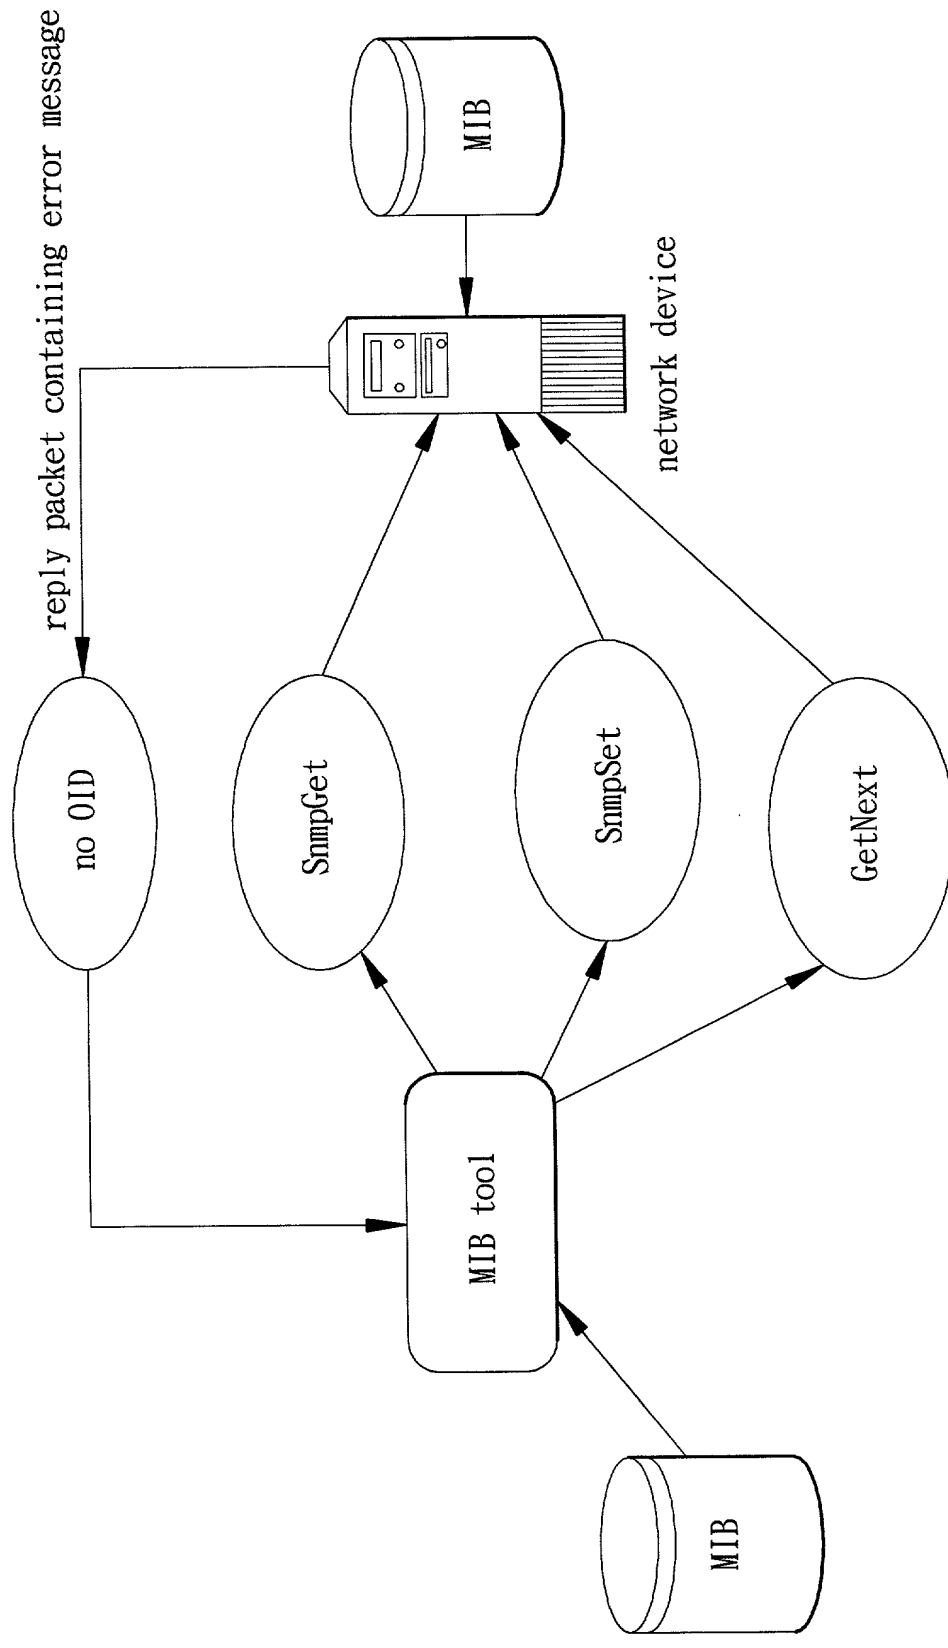 reply packet containing error message
no OID
SnmpGet
MIB tool
SnmpSet
network device
MIB
GetNext
MIB